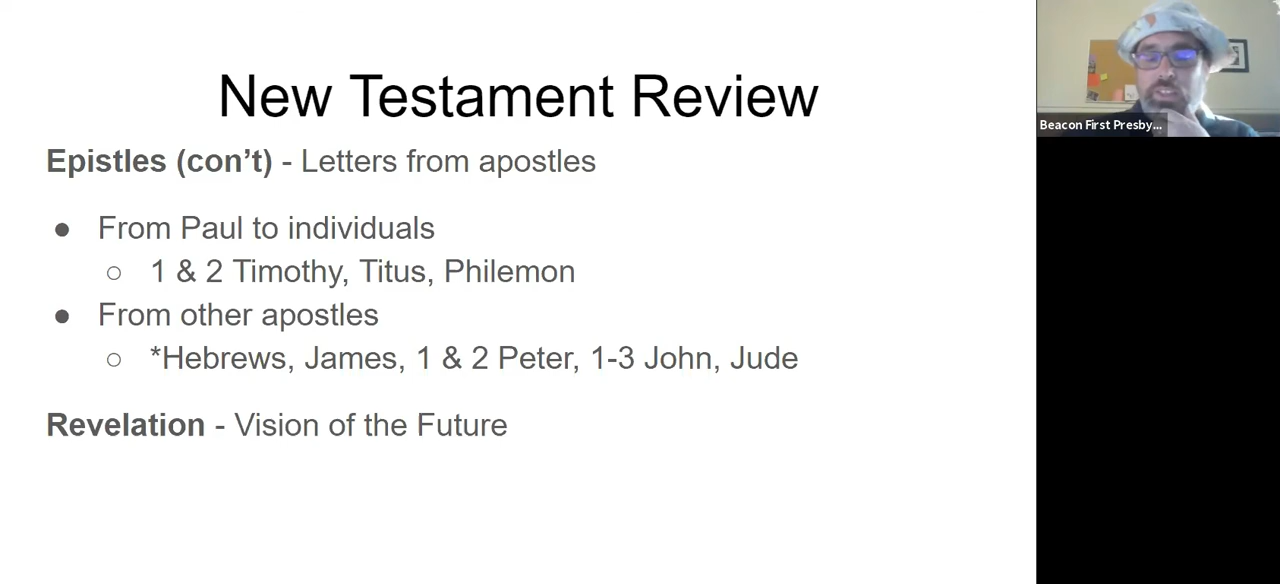 New Testament Review
Epistles (con’t) - Letters from apostles
● From Paul to individuals
○ 1 & 2 Timothy, Titus, Philemon
● From other apostles
○ *Hebrews, James, 1 & 2 Peter, 1-3 John, Jude
Revelation - Vision of the Future
Beacon First Presby...